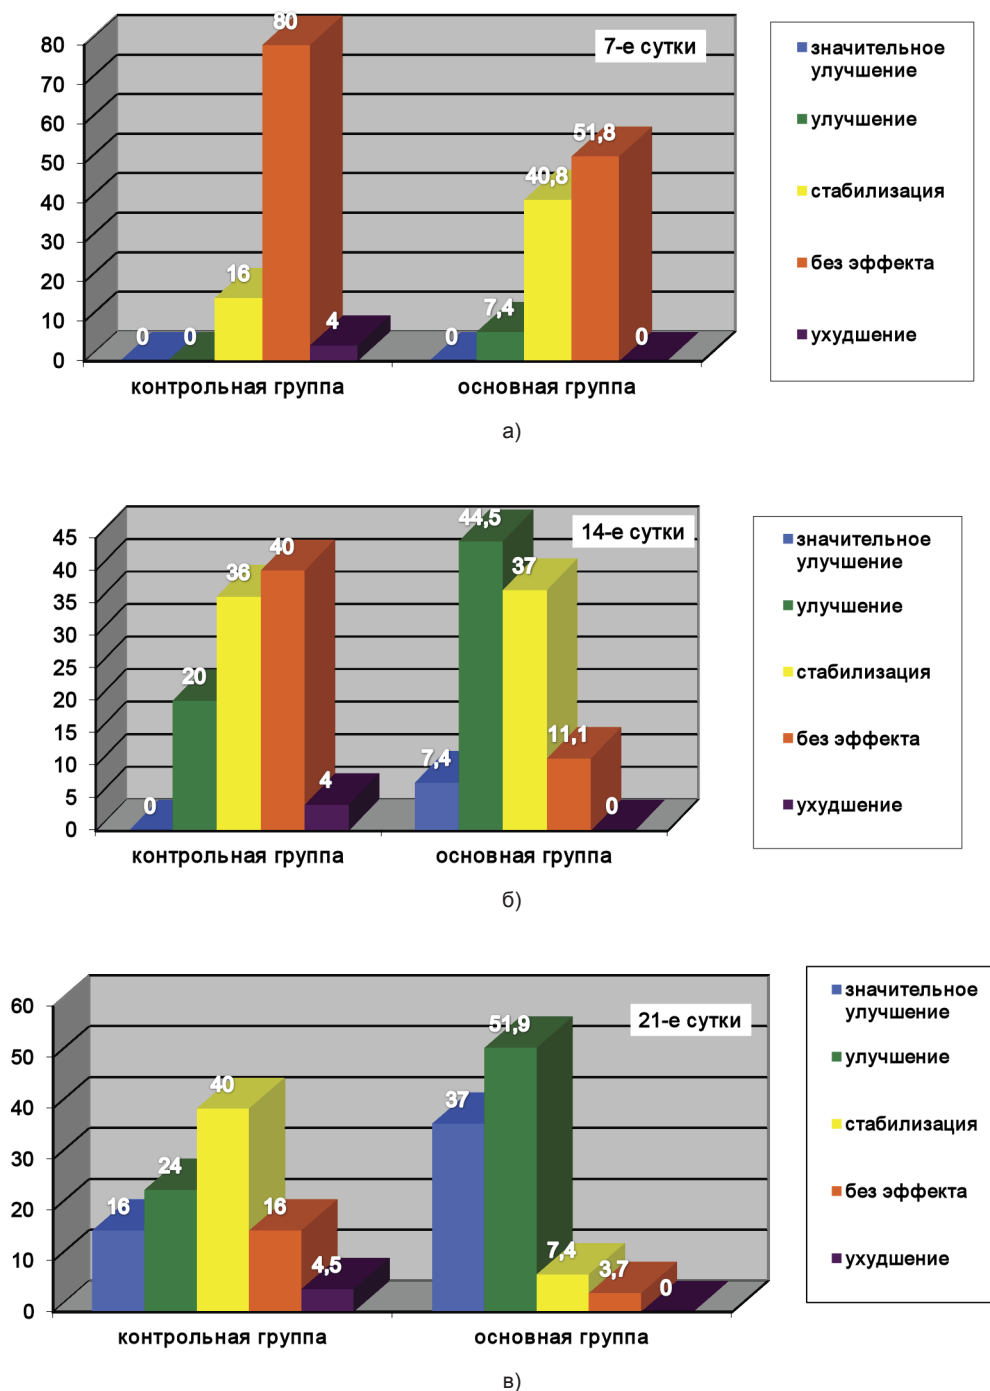 7-е сутки
80
70
60
50
40
30
20
10
0
0
0
16
80
4
0
7,4
40,8
51,8
0
контрольная группа
основная группа
значительное
улучшение
улучшение
стабилизация
без эффекта
ухудшение
а)
14-е сутки
45
40
35
30
25
20
15
10
5
0
0
20
36
40
4
7,4
44,5
37
11,1
0
контрольная группа
основная группа
значительное
улучшение
улучшение
стабилизация
без эффекта
ухудшение
б)
21-е сутки
60
50
40
30
20
10
0
16
24
40
16
4,5
37
51,9
7,4
3,7
0
контрольная группа
основная группа
значительное
улучшение
улучшение
стабилизация
без эффекта
ухудшение
в)